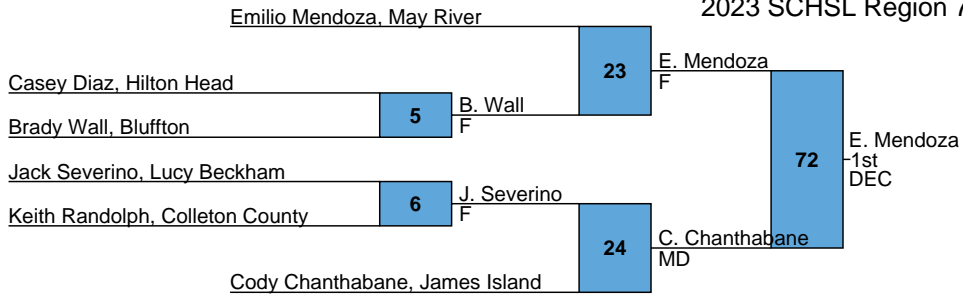 2023 SCHSL Region 7
Emilio Mendoza, May River
23
E. Mendoza
F
Casey Diaz, Hilton Head
5
B. Wall
F
Brady Wall, Bluffton
72
E. Mendoza
1st
DEC
Jack Severino, Lucy Beckham
6
J. Severino
F
Keith Randolph, Colleton County
24
C. Chanthabane
MD
Cody Chanthabane, James Island